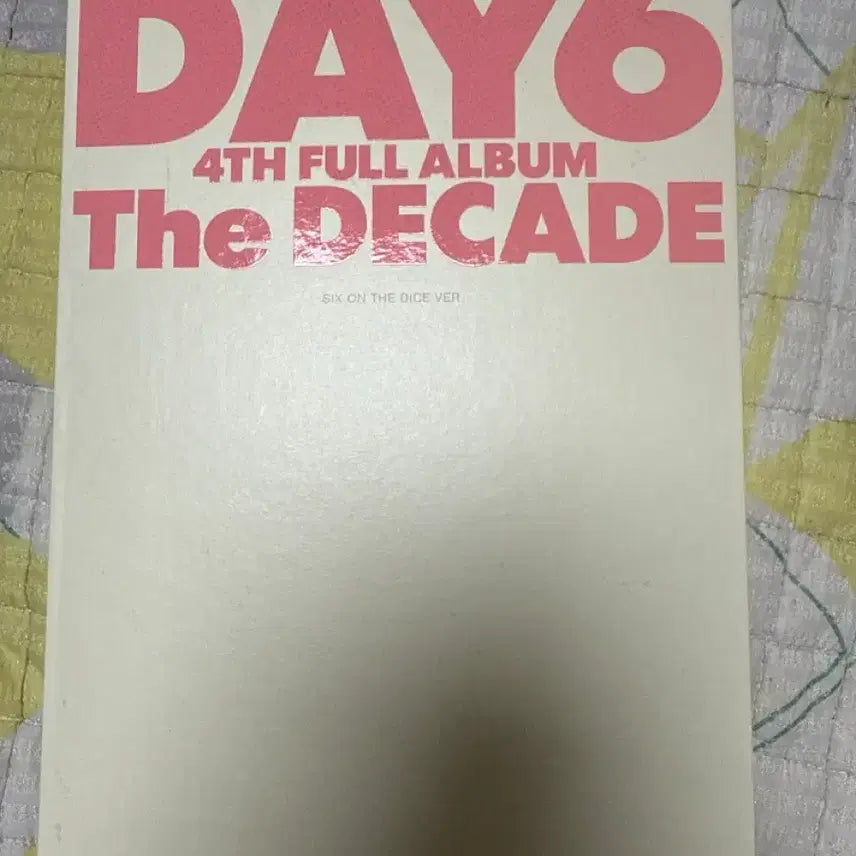 DAY6
4TH FULL ALBUM
The DECADE
SIX ON THE DICE VER